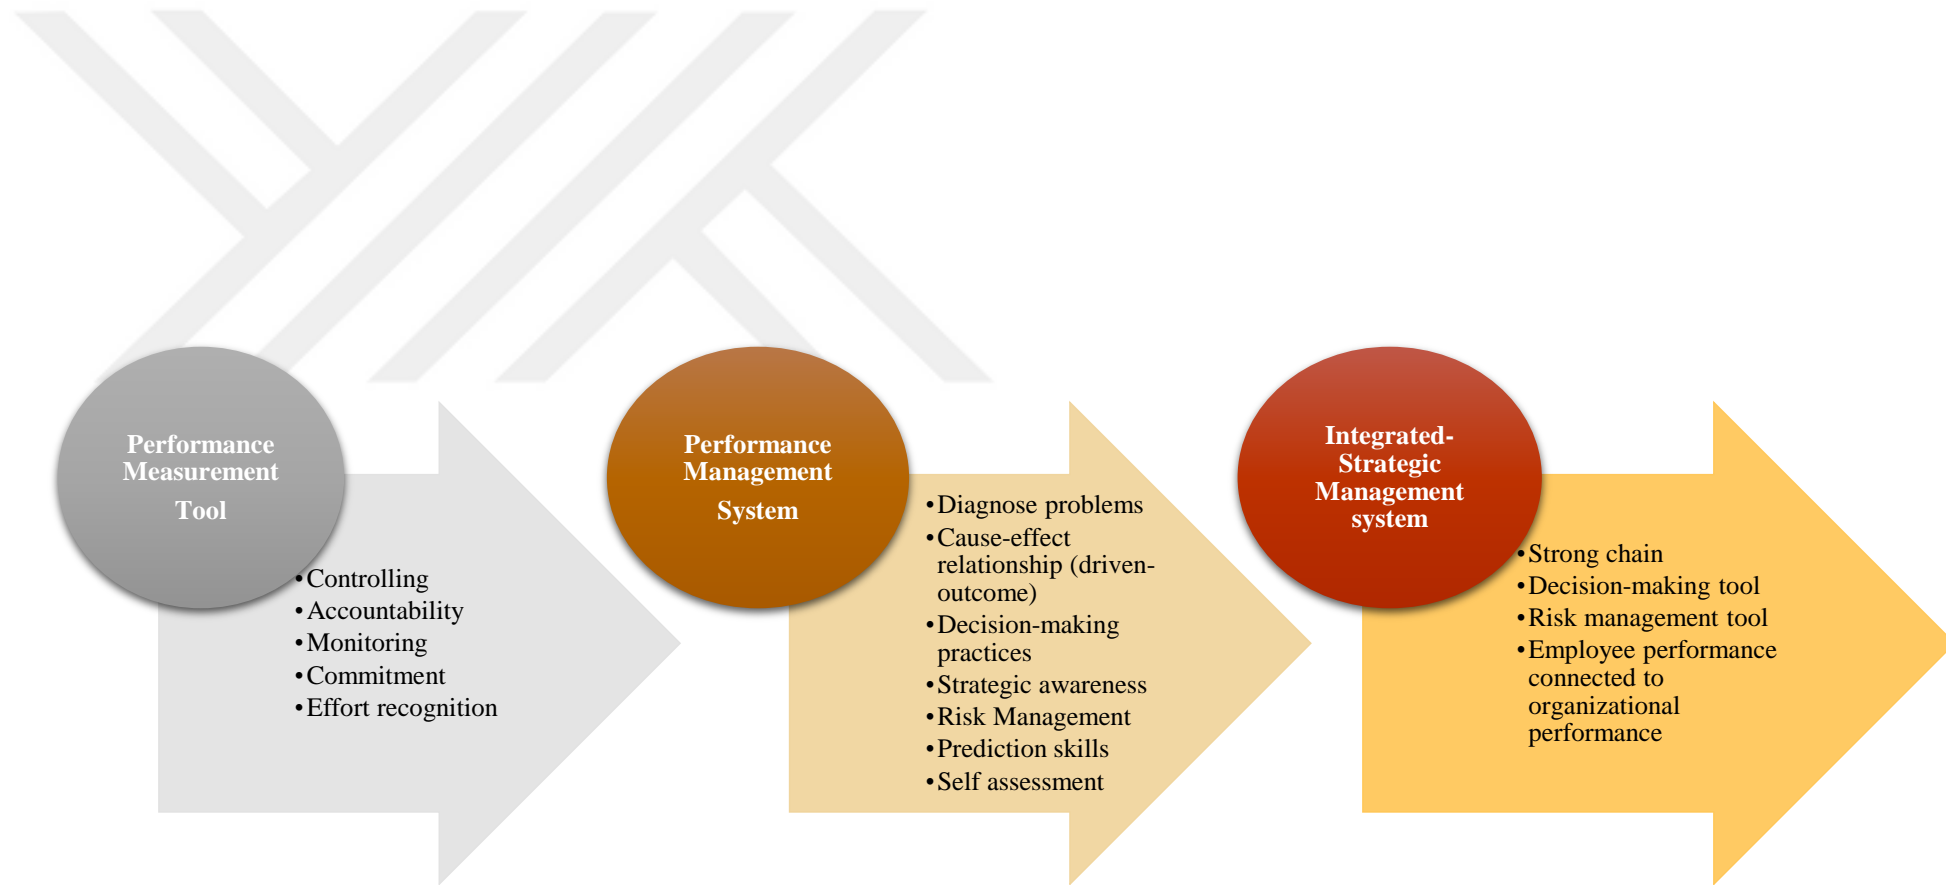 Performance
Measurement
Tool
•Controlling
•Accountability
•Monitoring
•Commitment
•Effort recognition
Performance
Management
System
•Diagnose problems
•Cause-effect
relationship (driven-
outcome)
•Decision-making
practices
•Strategic awareness
•Risk Management
•Prediction skills
•Self assessment
Integrated-
Strategic
Management
system
•Strong chain
•Decision-making tool
•Risk management tool
•Employee performance
connected to
organizational
performance